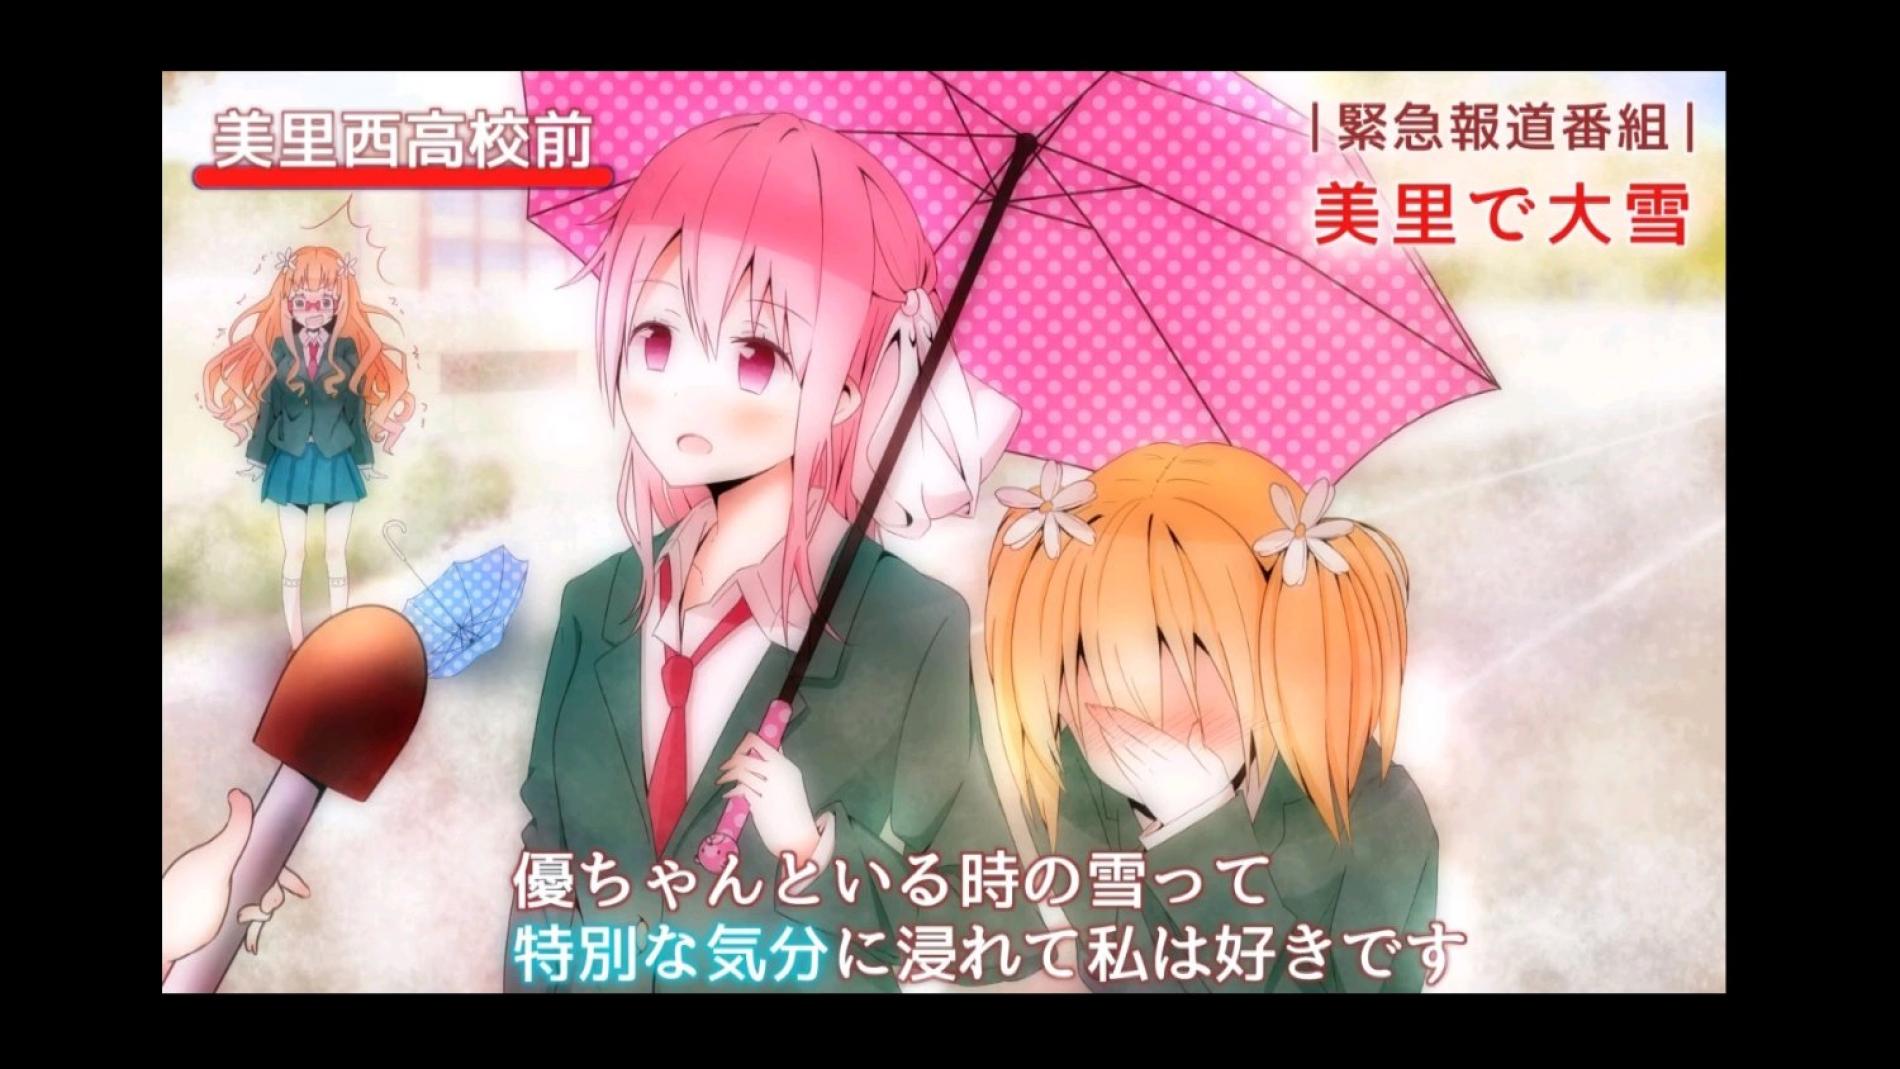 美里西高校前
|緊急報道番組|
美里で大雪
優ちゃんといる時の雪って
特別な気分に浸れて私は好きです